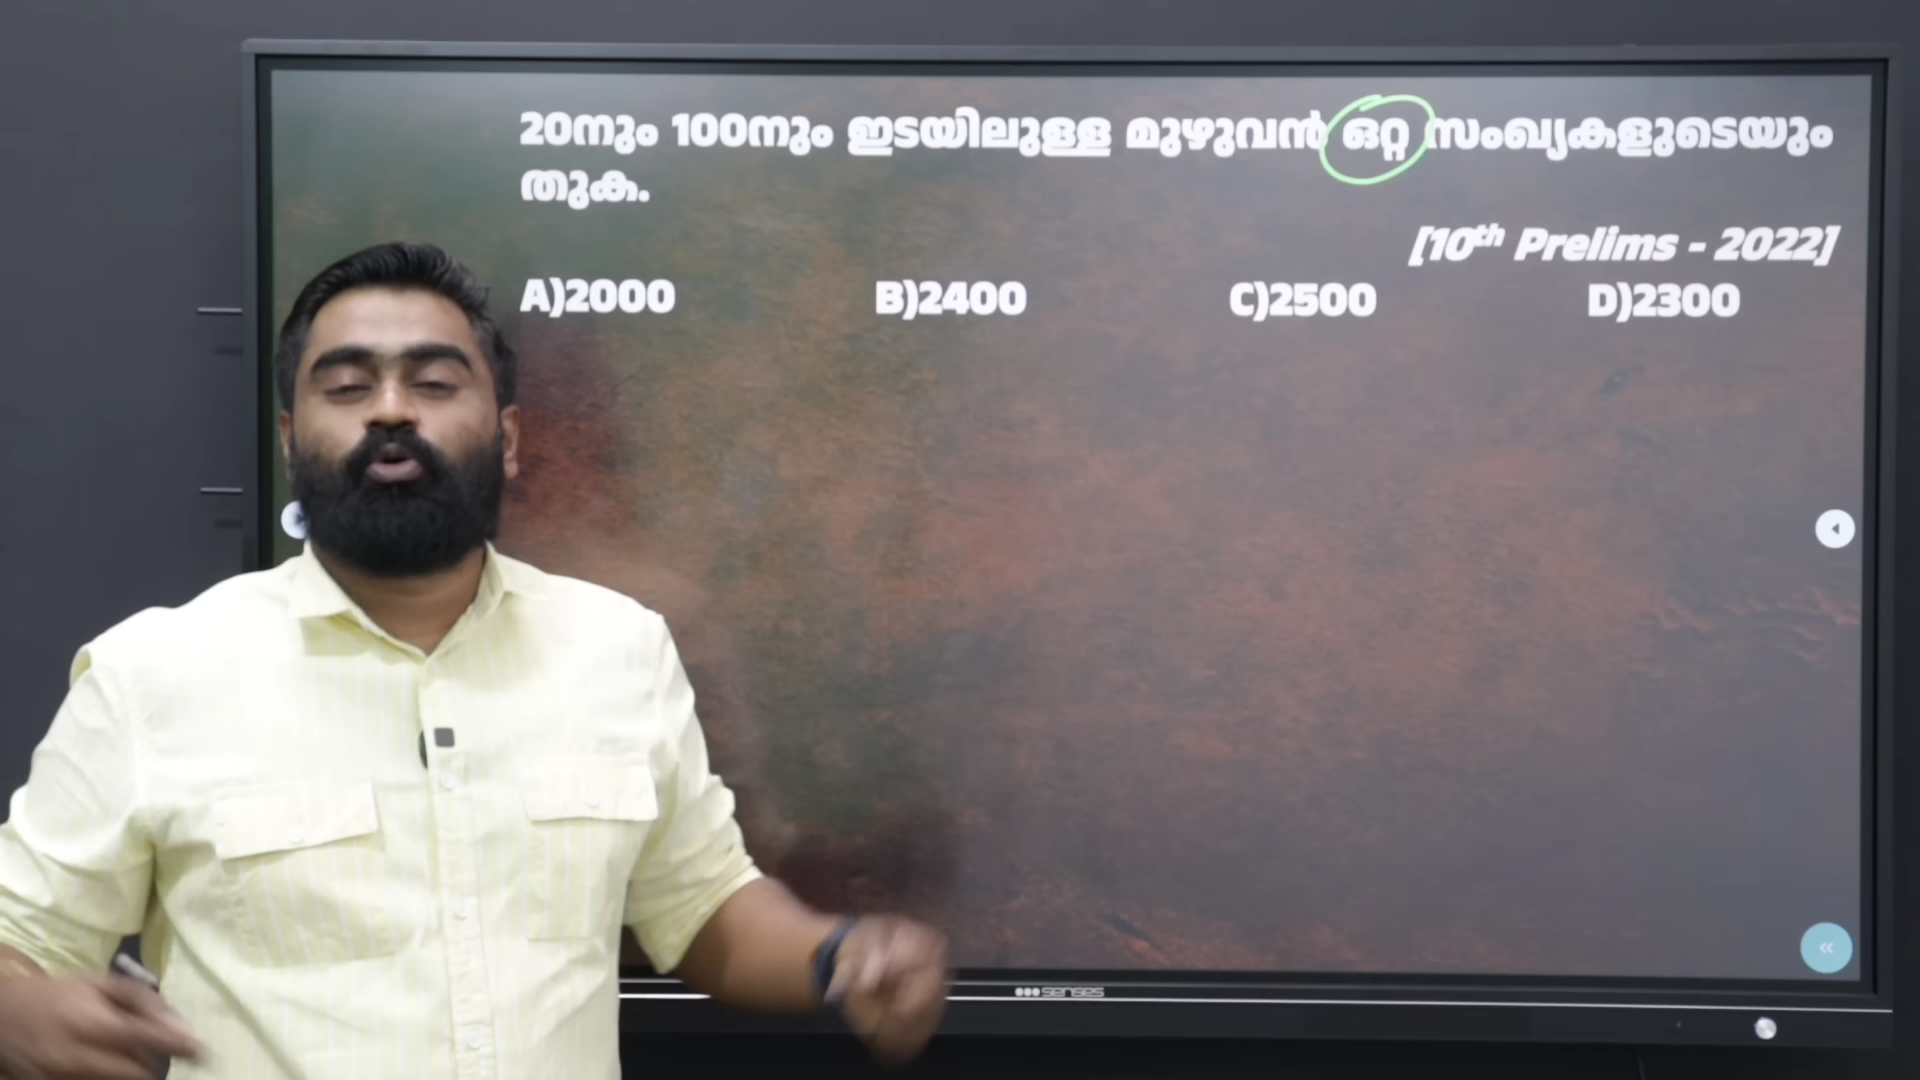 20നും 100നും ഇടയിലുള്ള മുഴുവൻ ഒറ്റ സംഖ്യകളുടെയും
തുക.
[10th Prelims - 2022]
A)2000 B)2400 C)2500 D)2300
senses